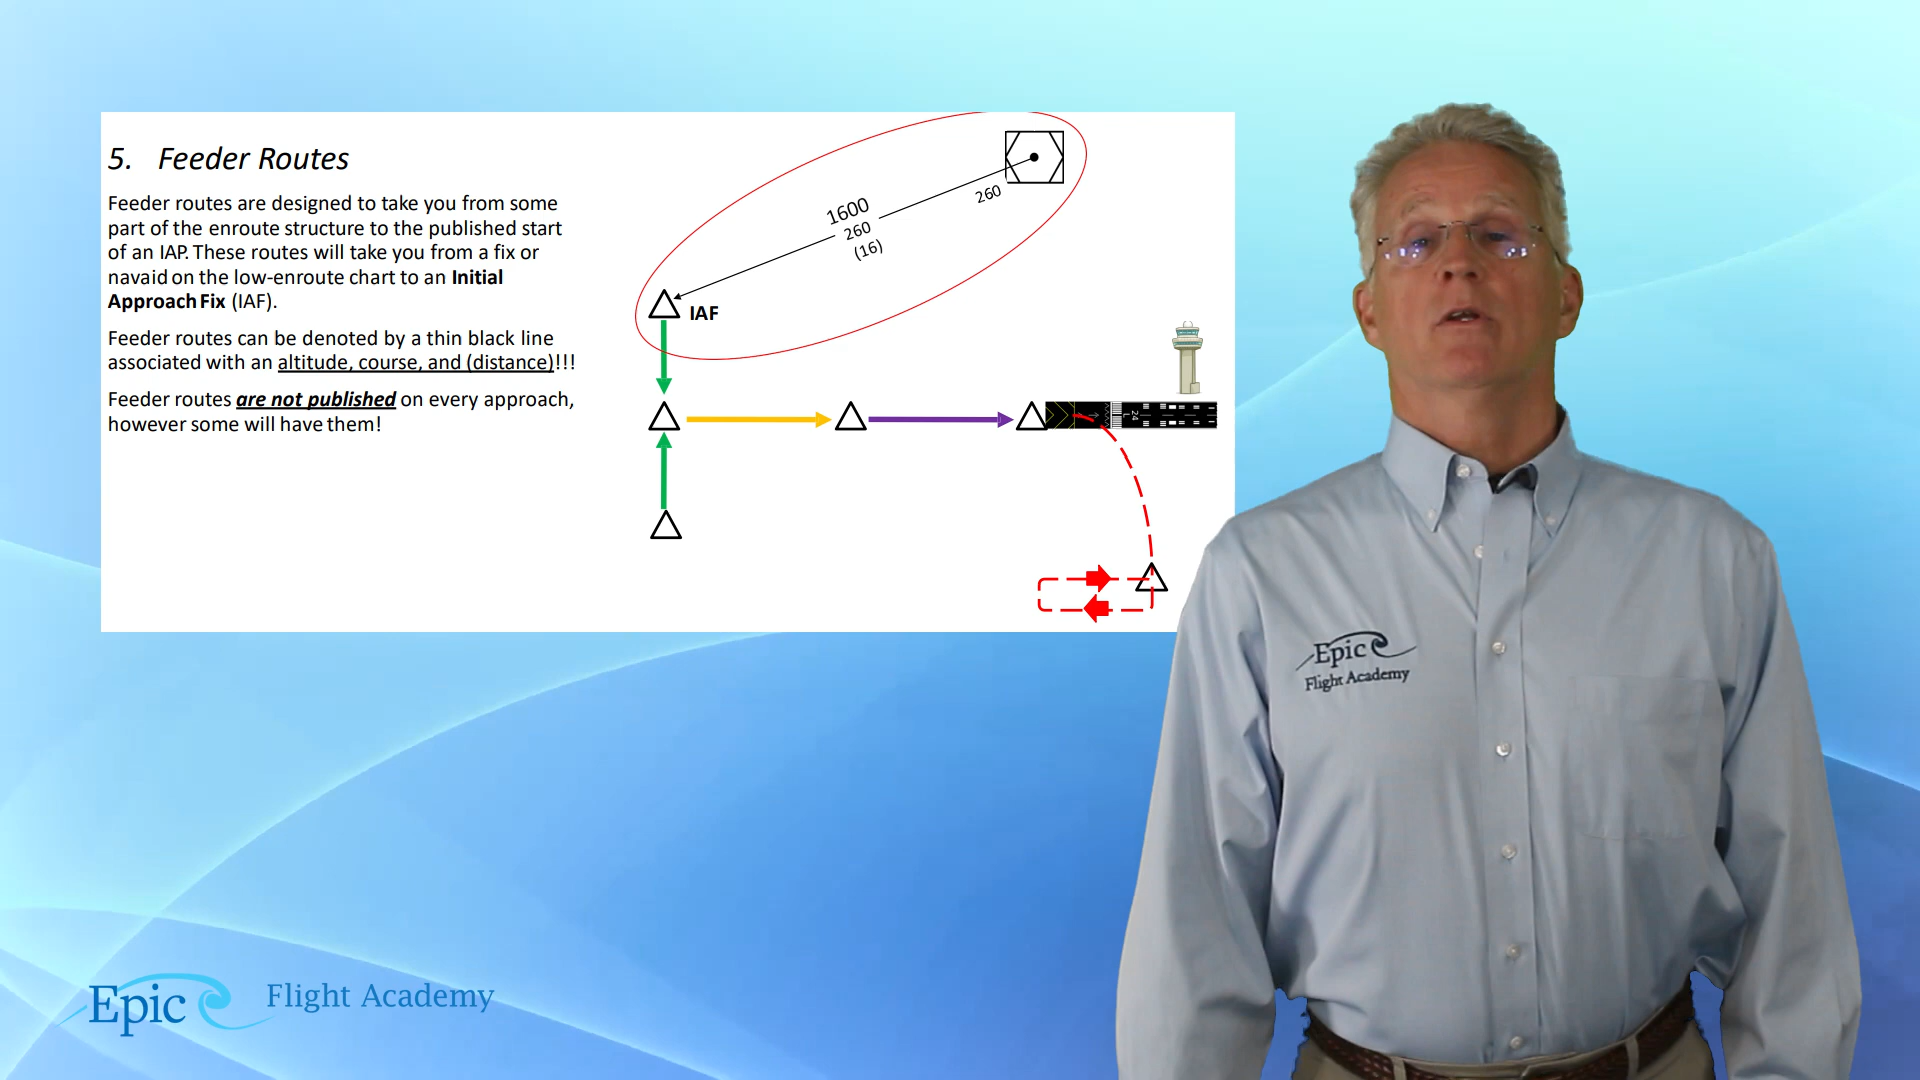 5. Feeder Routes
Feeder routes are designed to take you from some
part of the enroute structure to the published start
of an IAP. These routes will take you from a fix or
navaid on the low-enroute chart to an Initial
Approach Fix (IAF).
Feeder routes can be denoted by a thin black line
associated with an altitude, course, and (distance)!!!
Feeder routes are not published on every approach,
however some will have them!
1600
260
(16)
260
IAF
24
L
Epic
Flight Academy
Epic Flight Academy